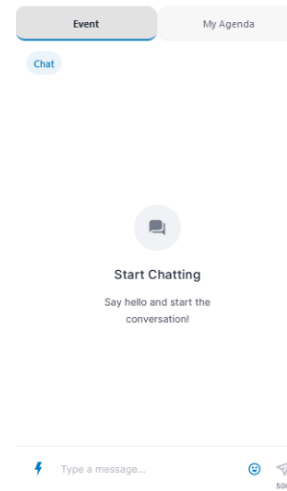 Event
My Agenda
Chat
Start Chatting
Say hello and start the
conversation!
Type a message...